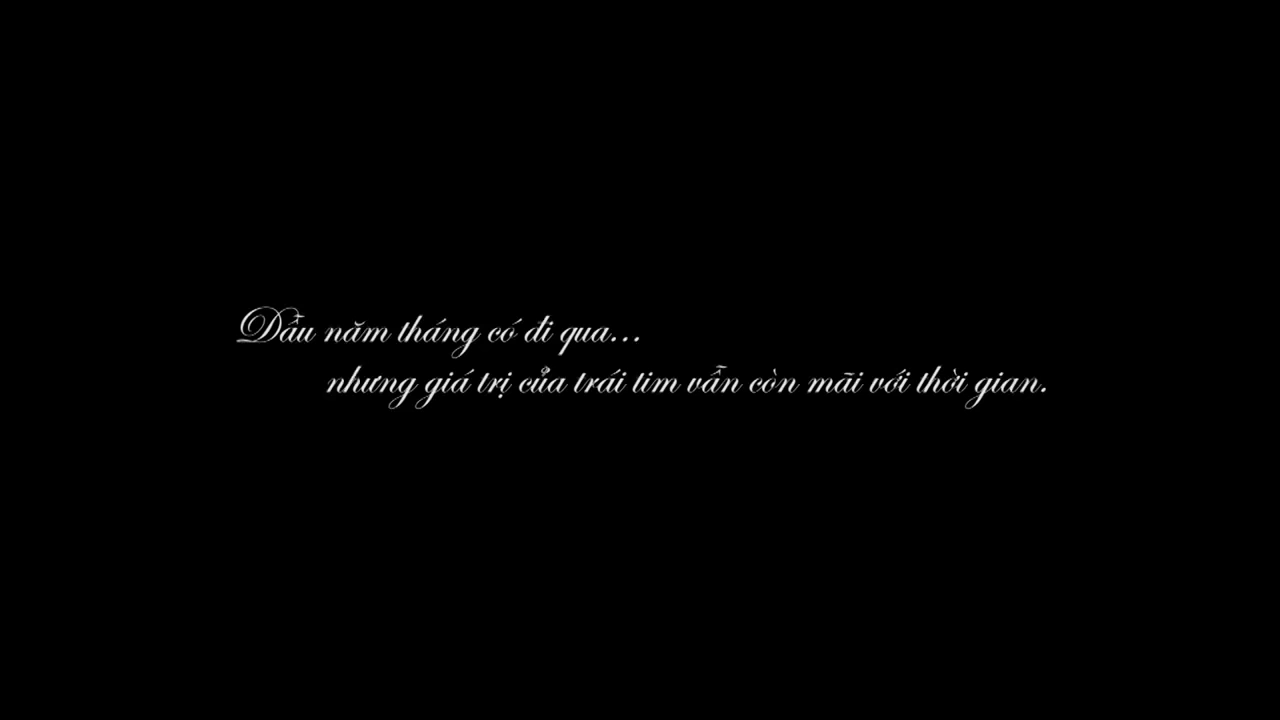 Dẫu năm tháng có đi qua...
nhưng giá trị của trái tim vẫn còn mãi với thời gian.